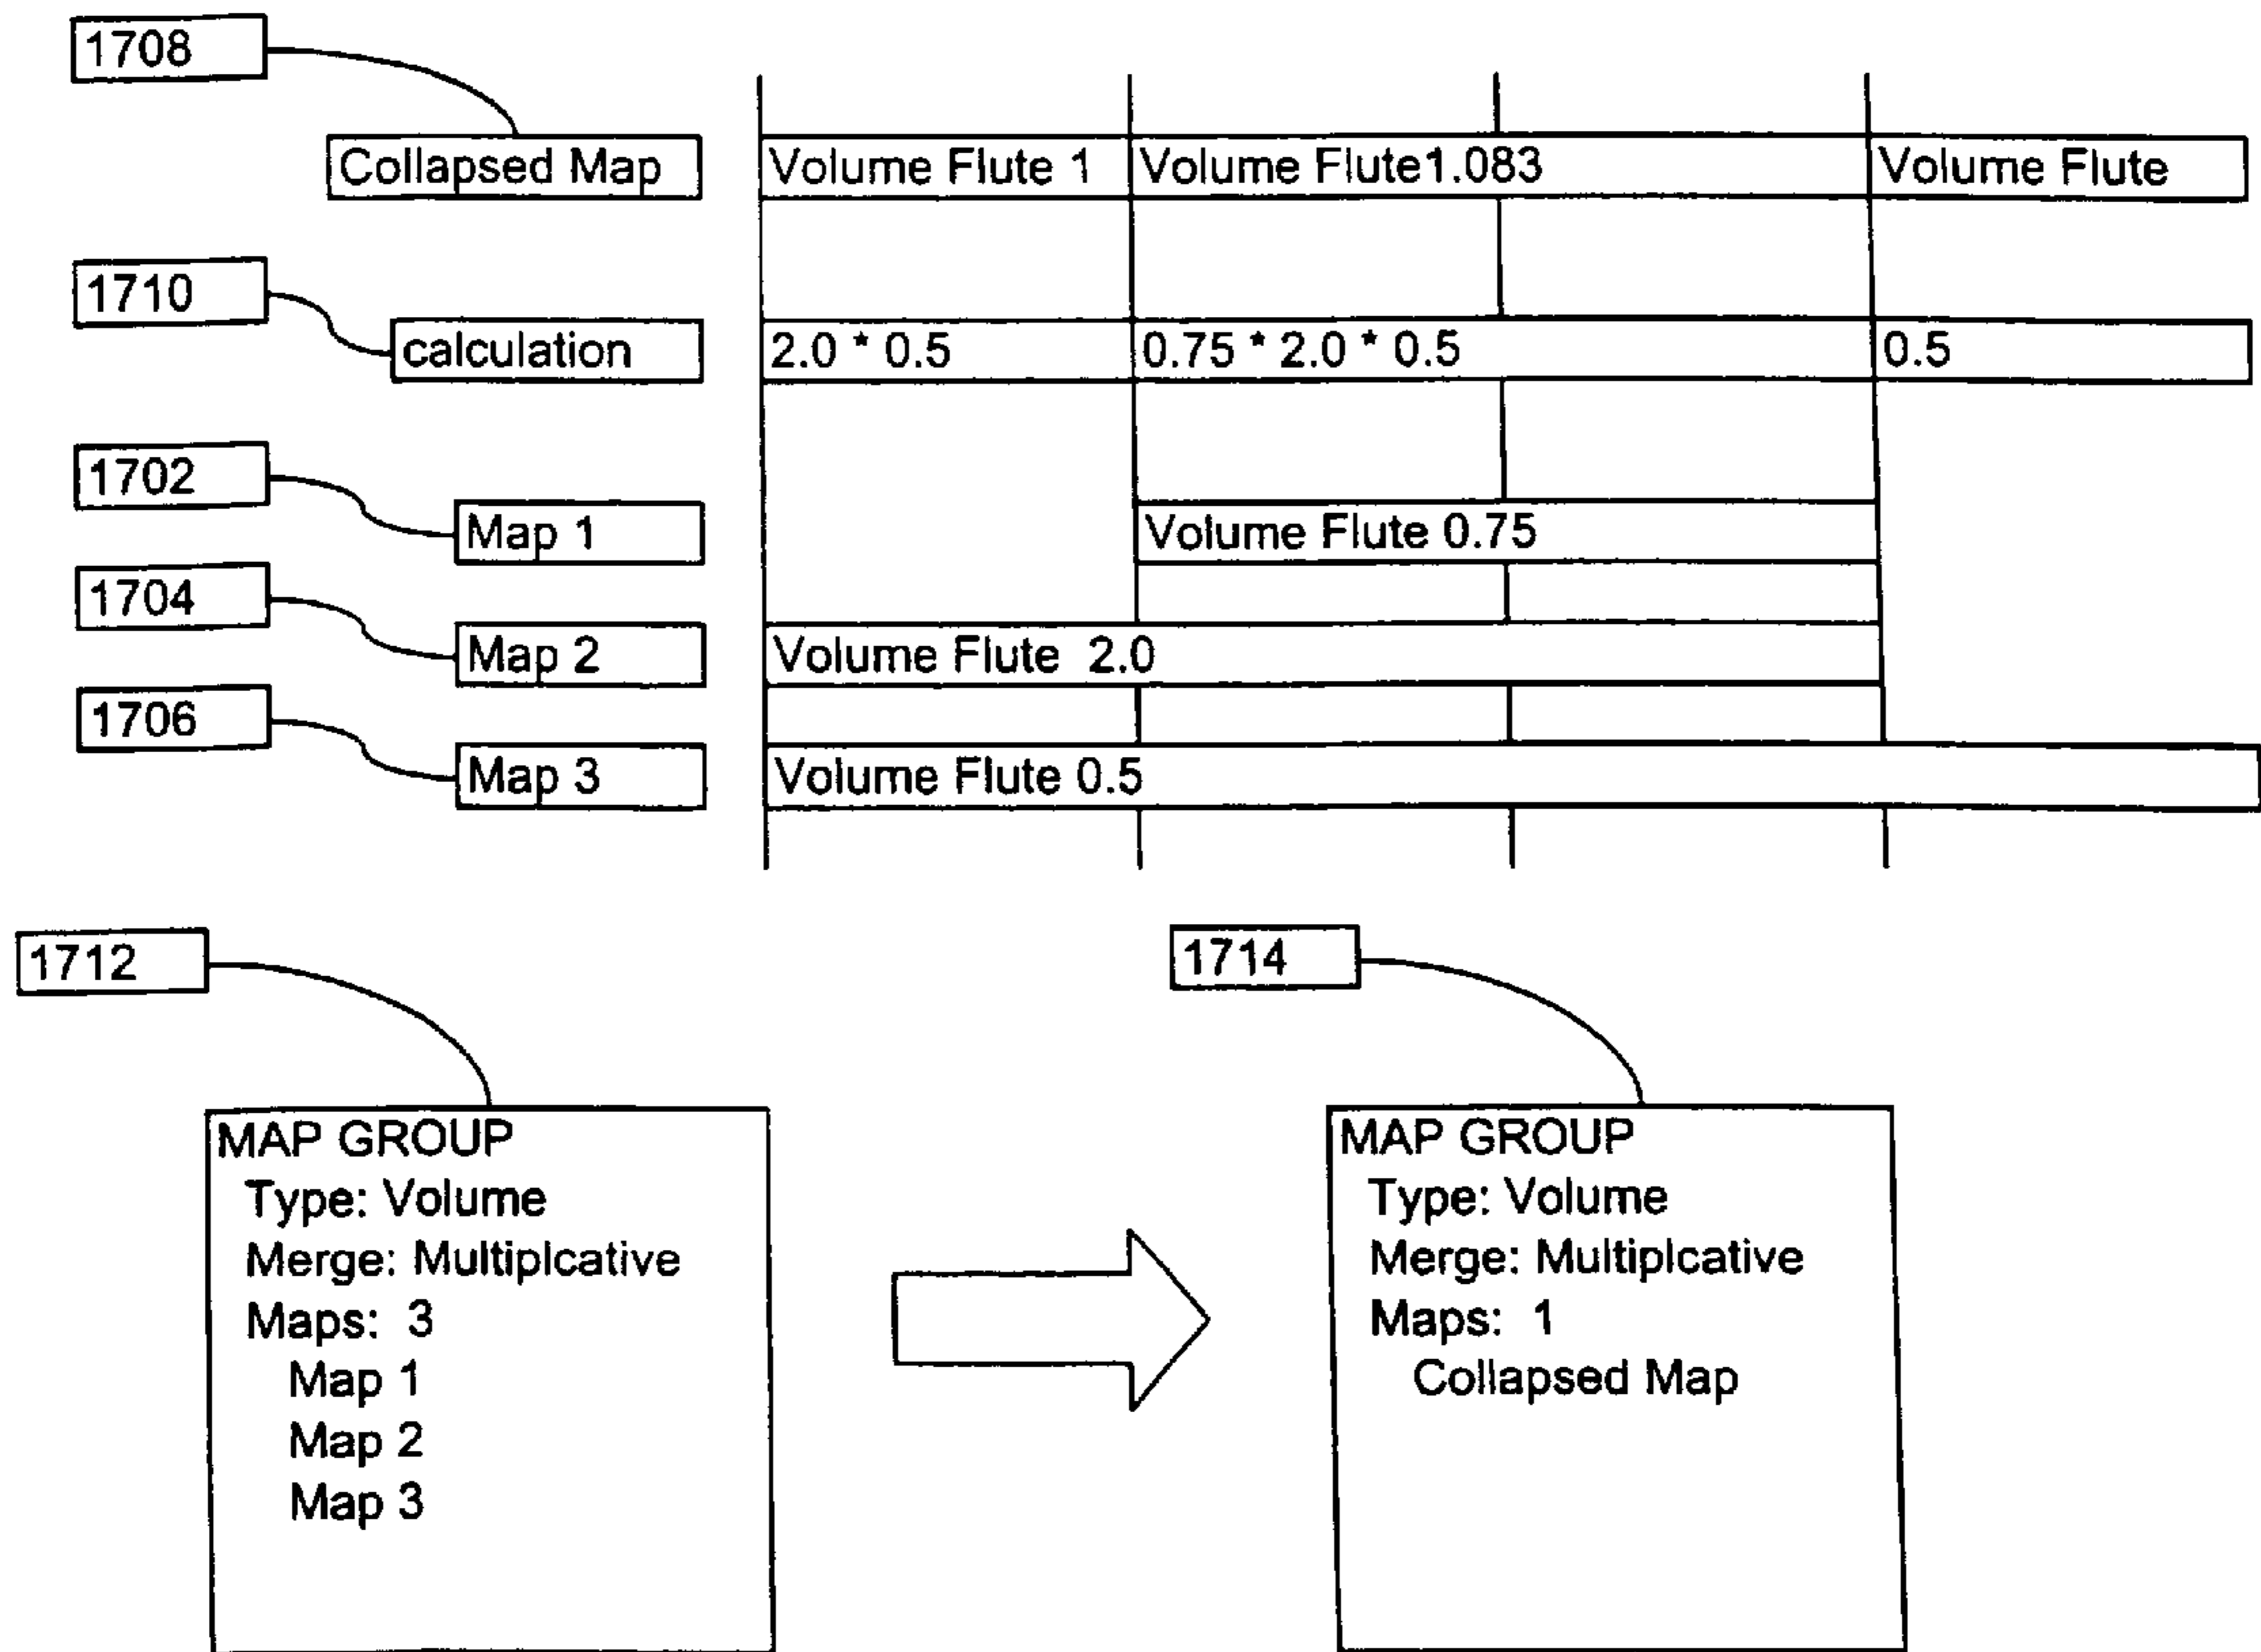 1708
Collapsed Map Volume Flute 1 Volume Flute1.083 Volume Flute
1710
calculation 2.0 * 0.5 0.75 * 2.0 * 0.5 0.5
1702
Map 1 Volume Flute 0.75
1704
Map 2 Volume Flute 2.0
1706
Map 3 Volume Flute 0.5
1712
MAP GROUP
Type: Volume
Merge: Multiplcative
Maps: 3
Map 1
Map 2
Map 3
1714
MAP GROUP
Type: Volume
Merge: Multiplcative
Maps: 1
Collapsed Map